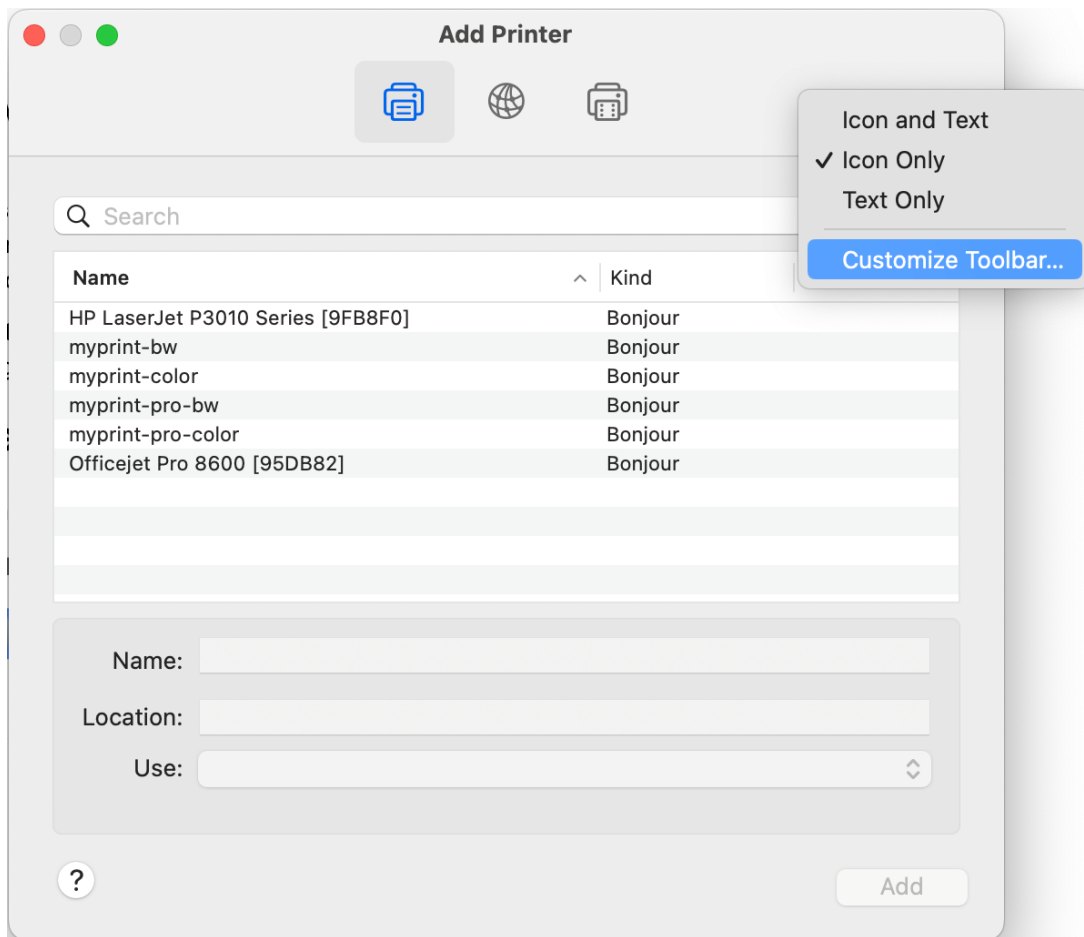 Add Printer
Icon and Text
✓ Icon Only
Text Only
Customize Toolbar...
Search
Name Kind
HP LaserJet P3010 Series [9FB8F0] Bonjour
myprint-bw Bonjour
myprint-color Bonjour
myprint-pro-bw Bonjour
myprint-pro-color Bonjour
Officejet Pro 8600 [95DB82] Bonjour
Name:
Location:
Use:
? Add